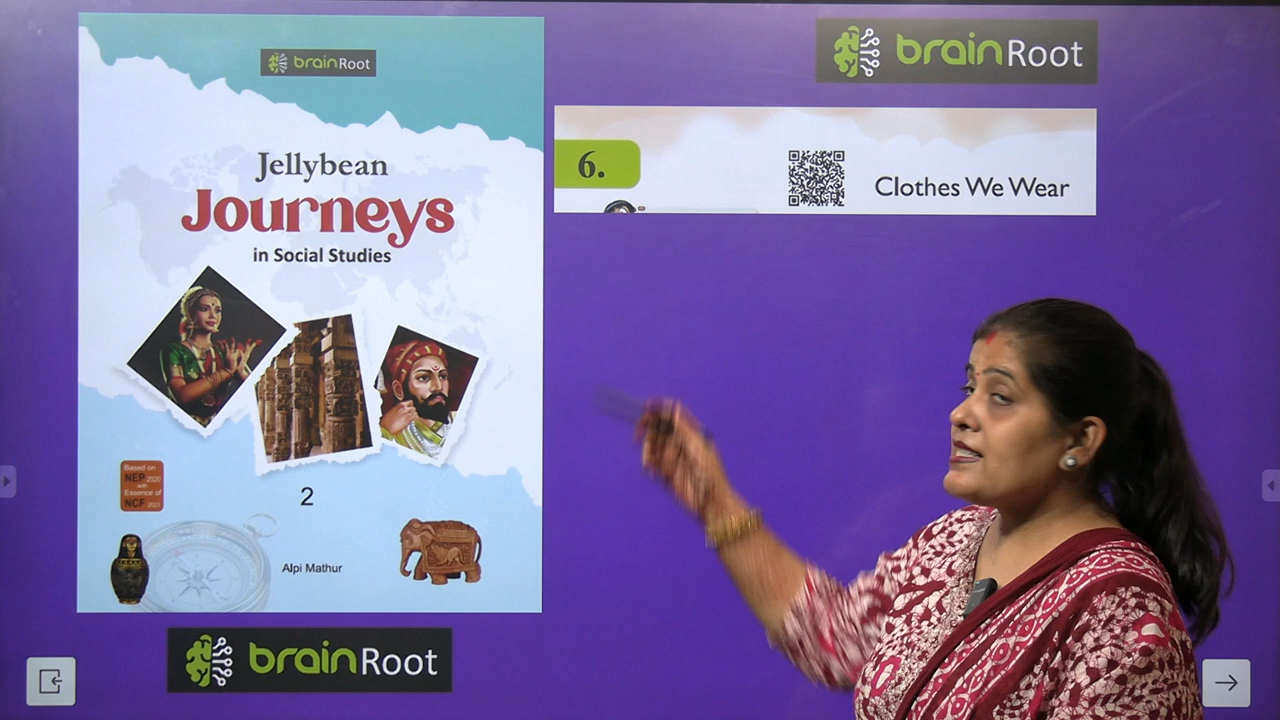 brainRoot
Jellybean
Journeys
in Social Studies
Based on
NEP 2020
with
Essence of
NCF 2023
2
Alpi Mathur
brainRoot
brainRoot
6.
Clothes We Wear